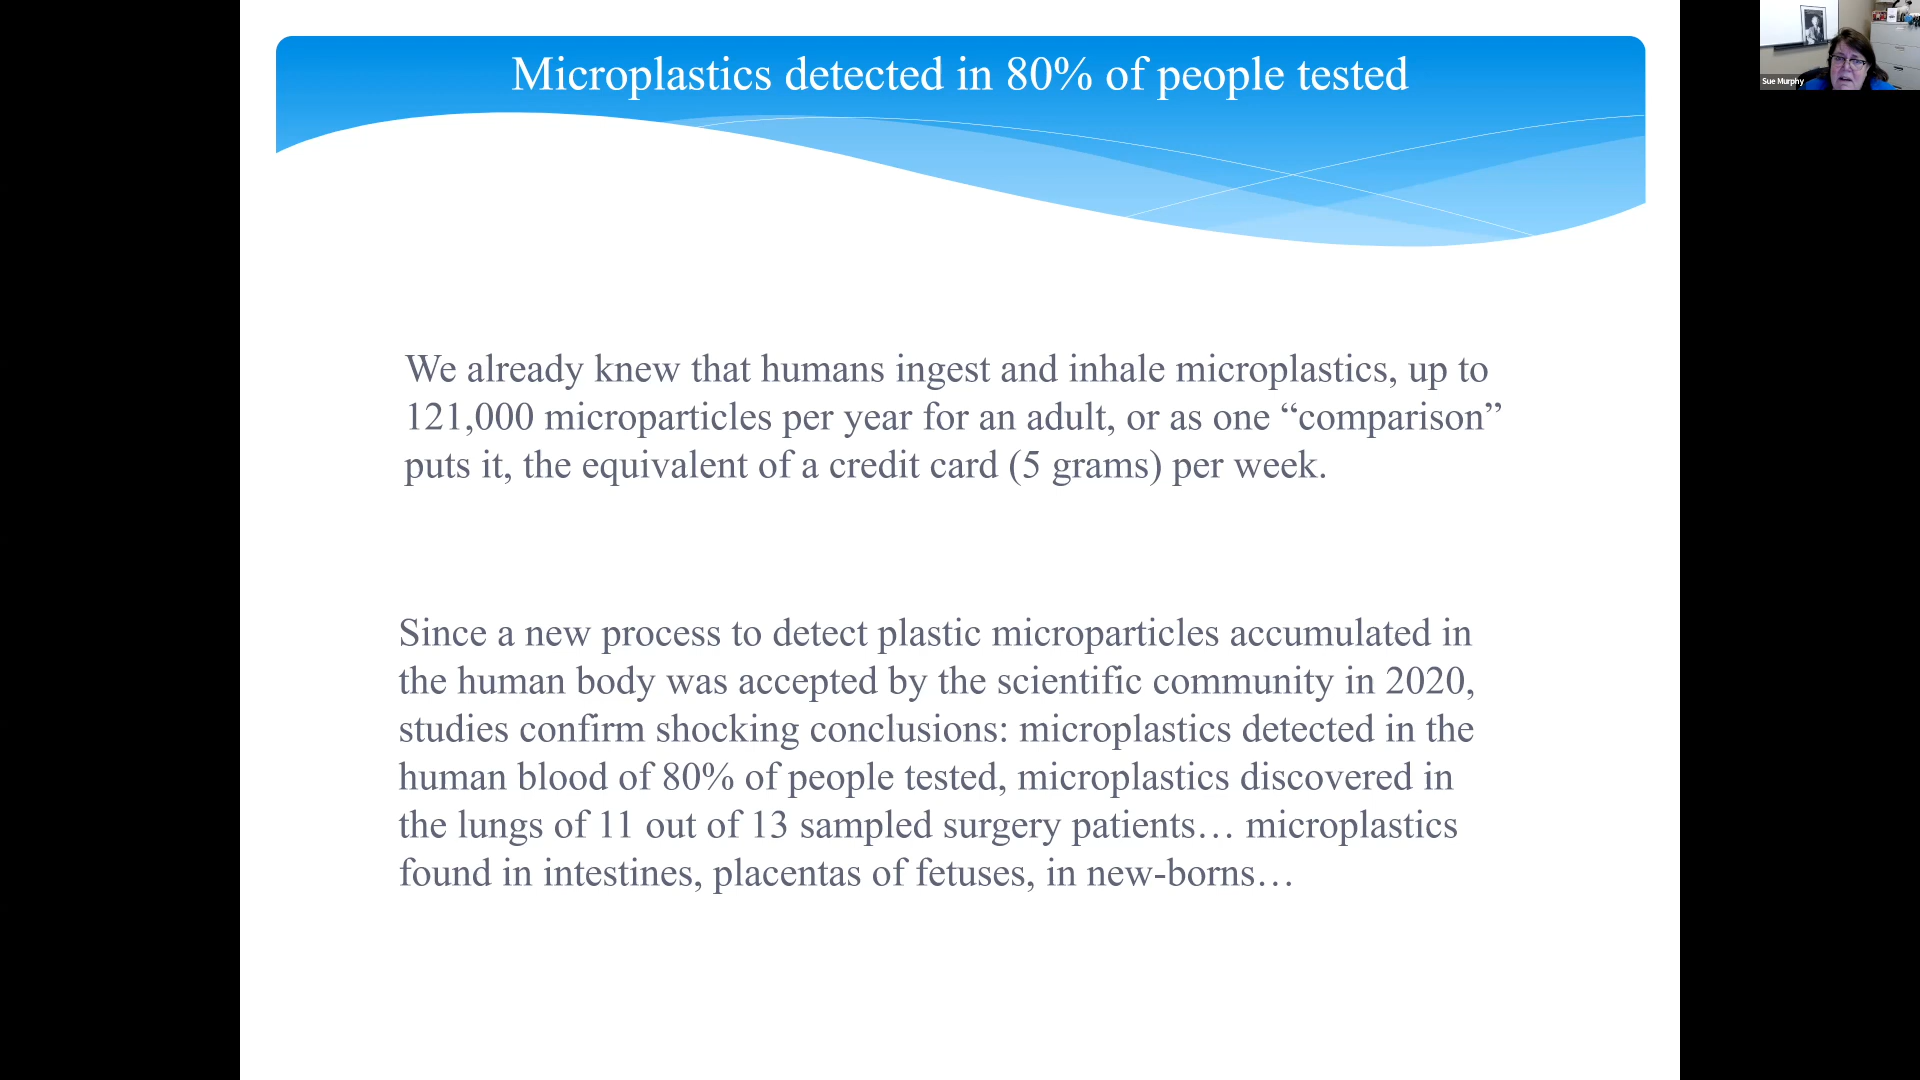 Microplastics detected in 80% of people tested
Sue Murphy
We already knew that humans ingest and inhale microplastics, up to
121,000 microparticles per year for an adult, or as one “comparison”
puts it, the equivalent of a credit card (5 grams) per week.
Since a new process to detect plastic microparticles accumulated in
the human body was accepted by the scientific community in 2020,
studies confirm shocking conclusions: microplastics detected in the
human blood of 80% of people tested, microplastics discovered in
the lungs of 11 out of 13 sampled surgery patients… microplastics
found in intestines, placentas of fetuses, in new-borns…